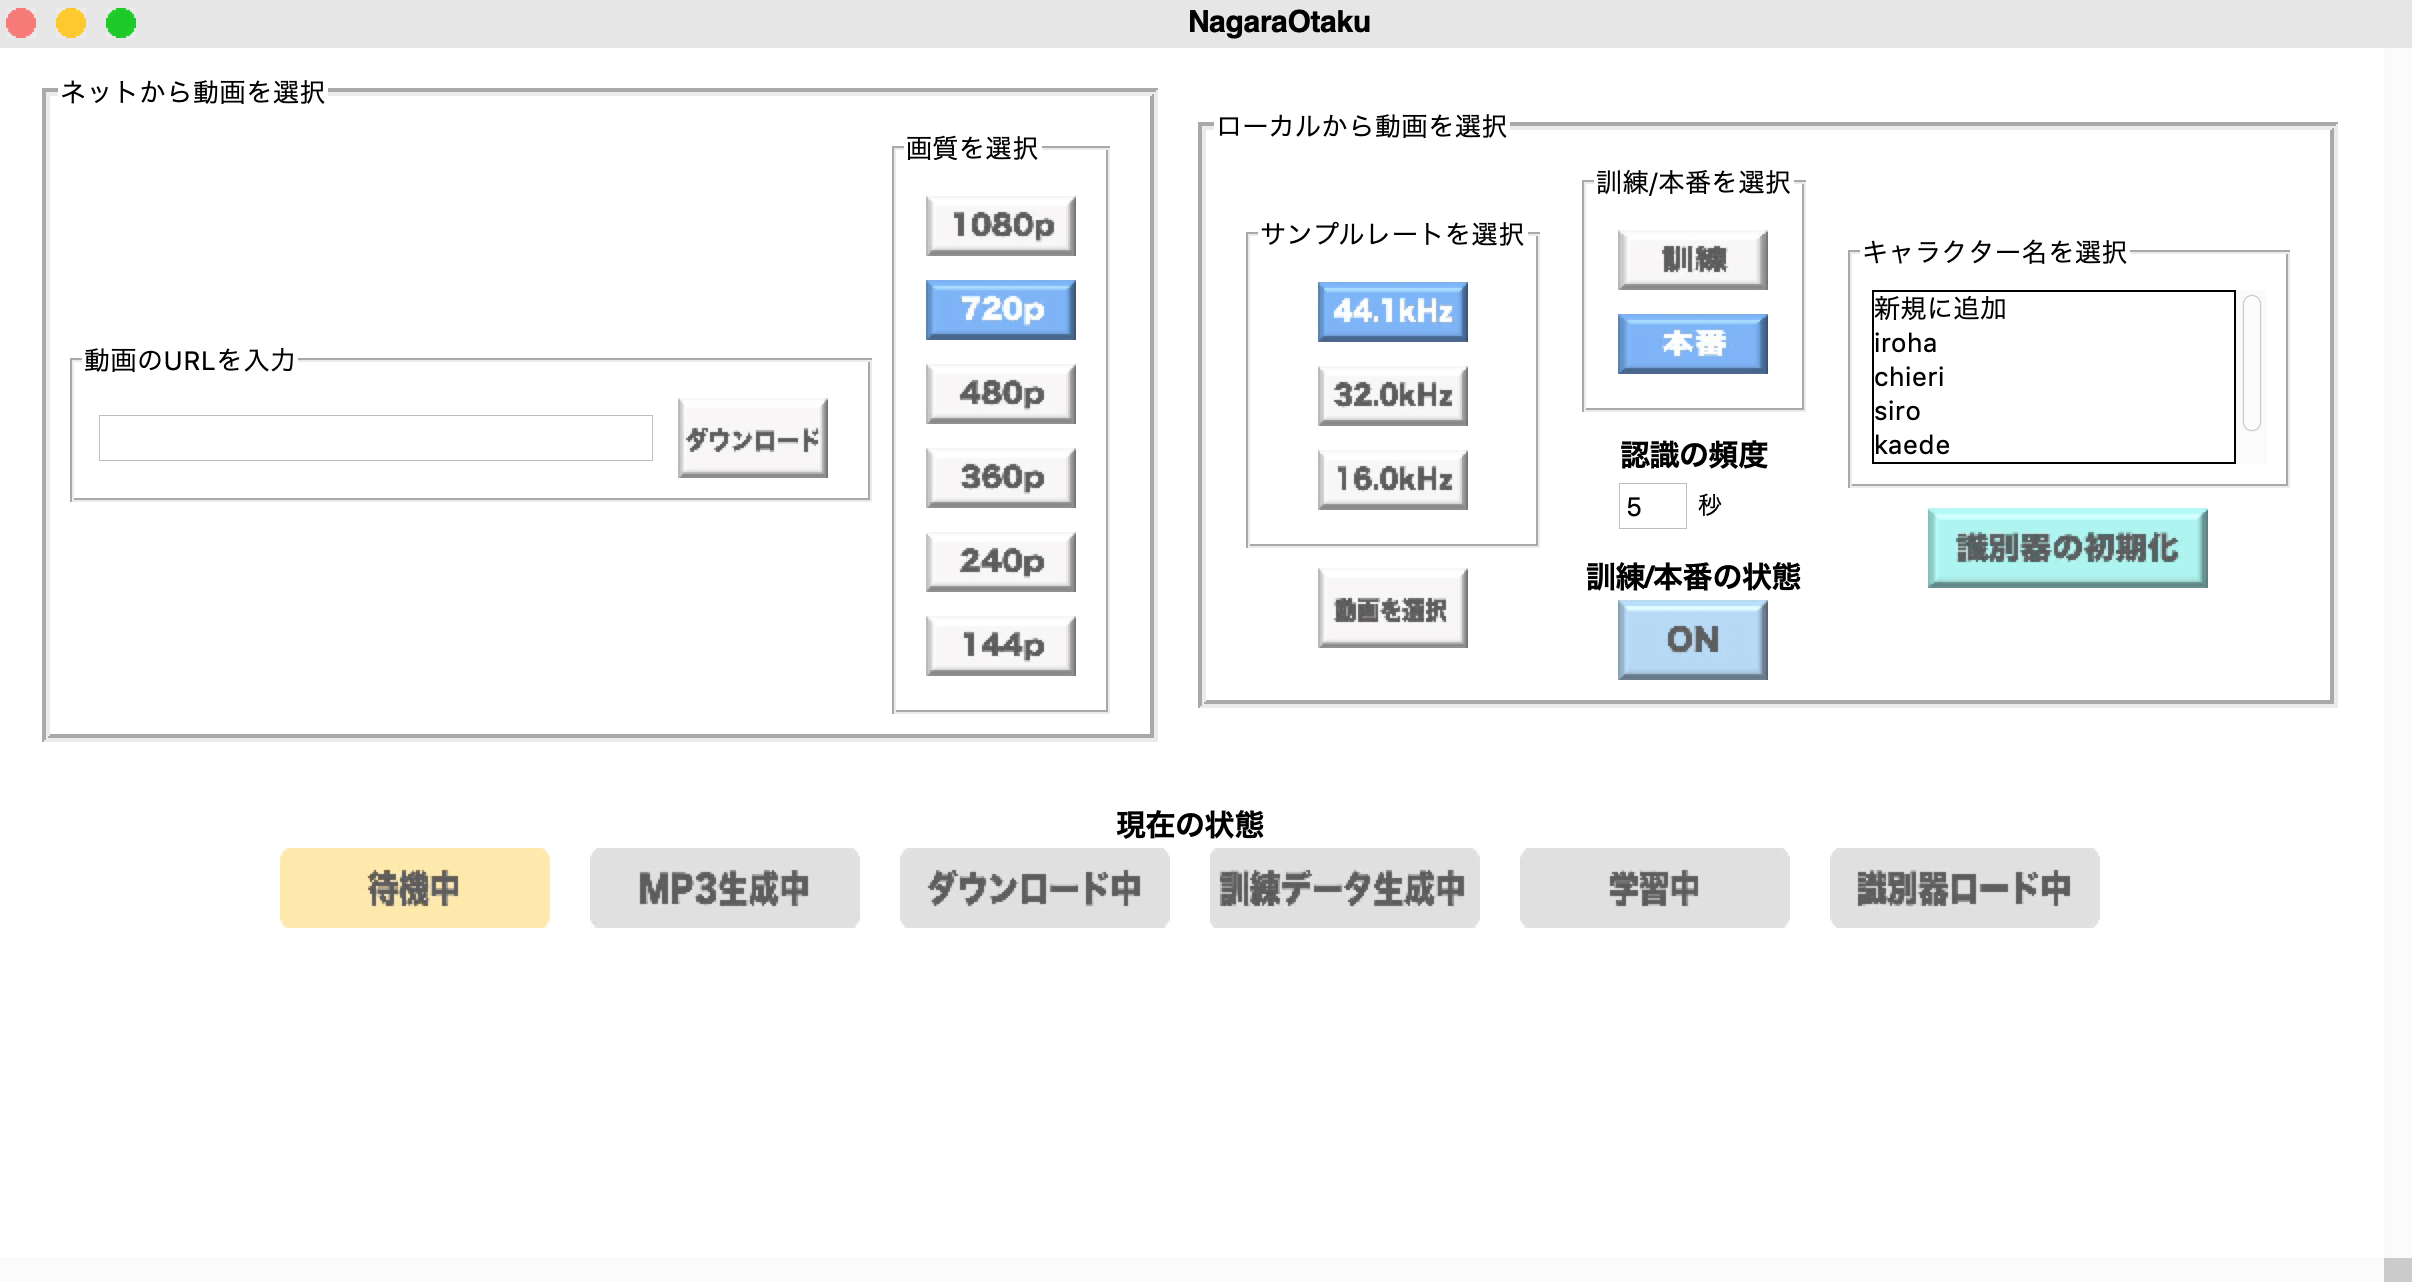 NagaraOtaku
ネットから動画を選択
動画のURLを入力
ダウンロード
画質を選択
1080p
720p
480p
360p
240p
144p
ローカルから動画を選択
サンプルレートを選択
44.1kHz
32.0kHz
16.0kHz
動画を選択
訓練/本番を選択
訓練
本番
認識の頻度
5 秒
訓練/本番の状態
ON
キャラクター名を選択
新規に追加
iroha
chieri
siro
kaede
識別器の初期化
現在の状態
待機中
MP3生成中
ダウンロード中
訓練データ生成中
学習中
識別器ロード中